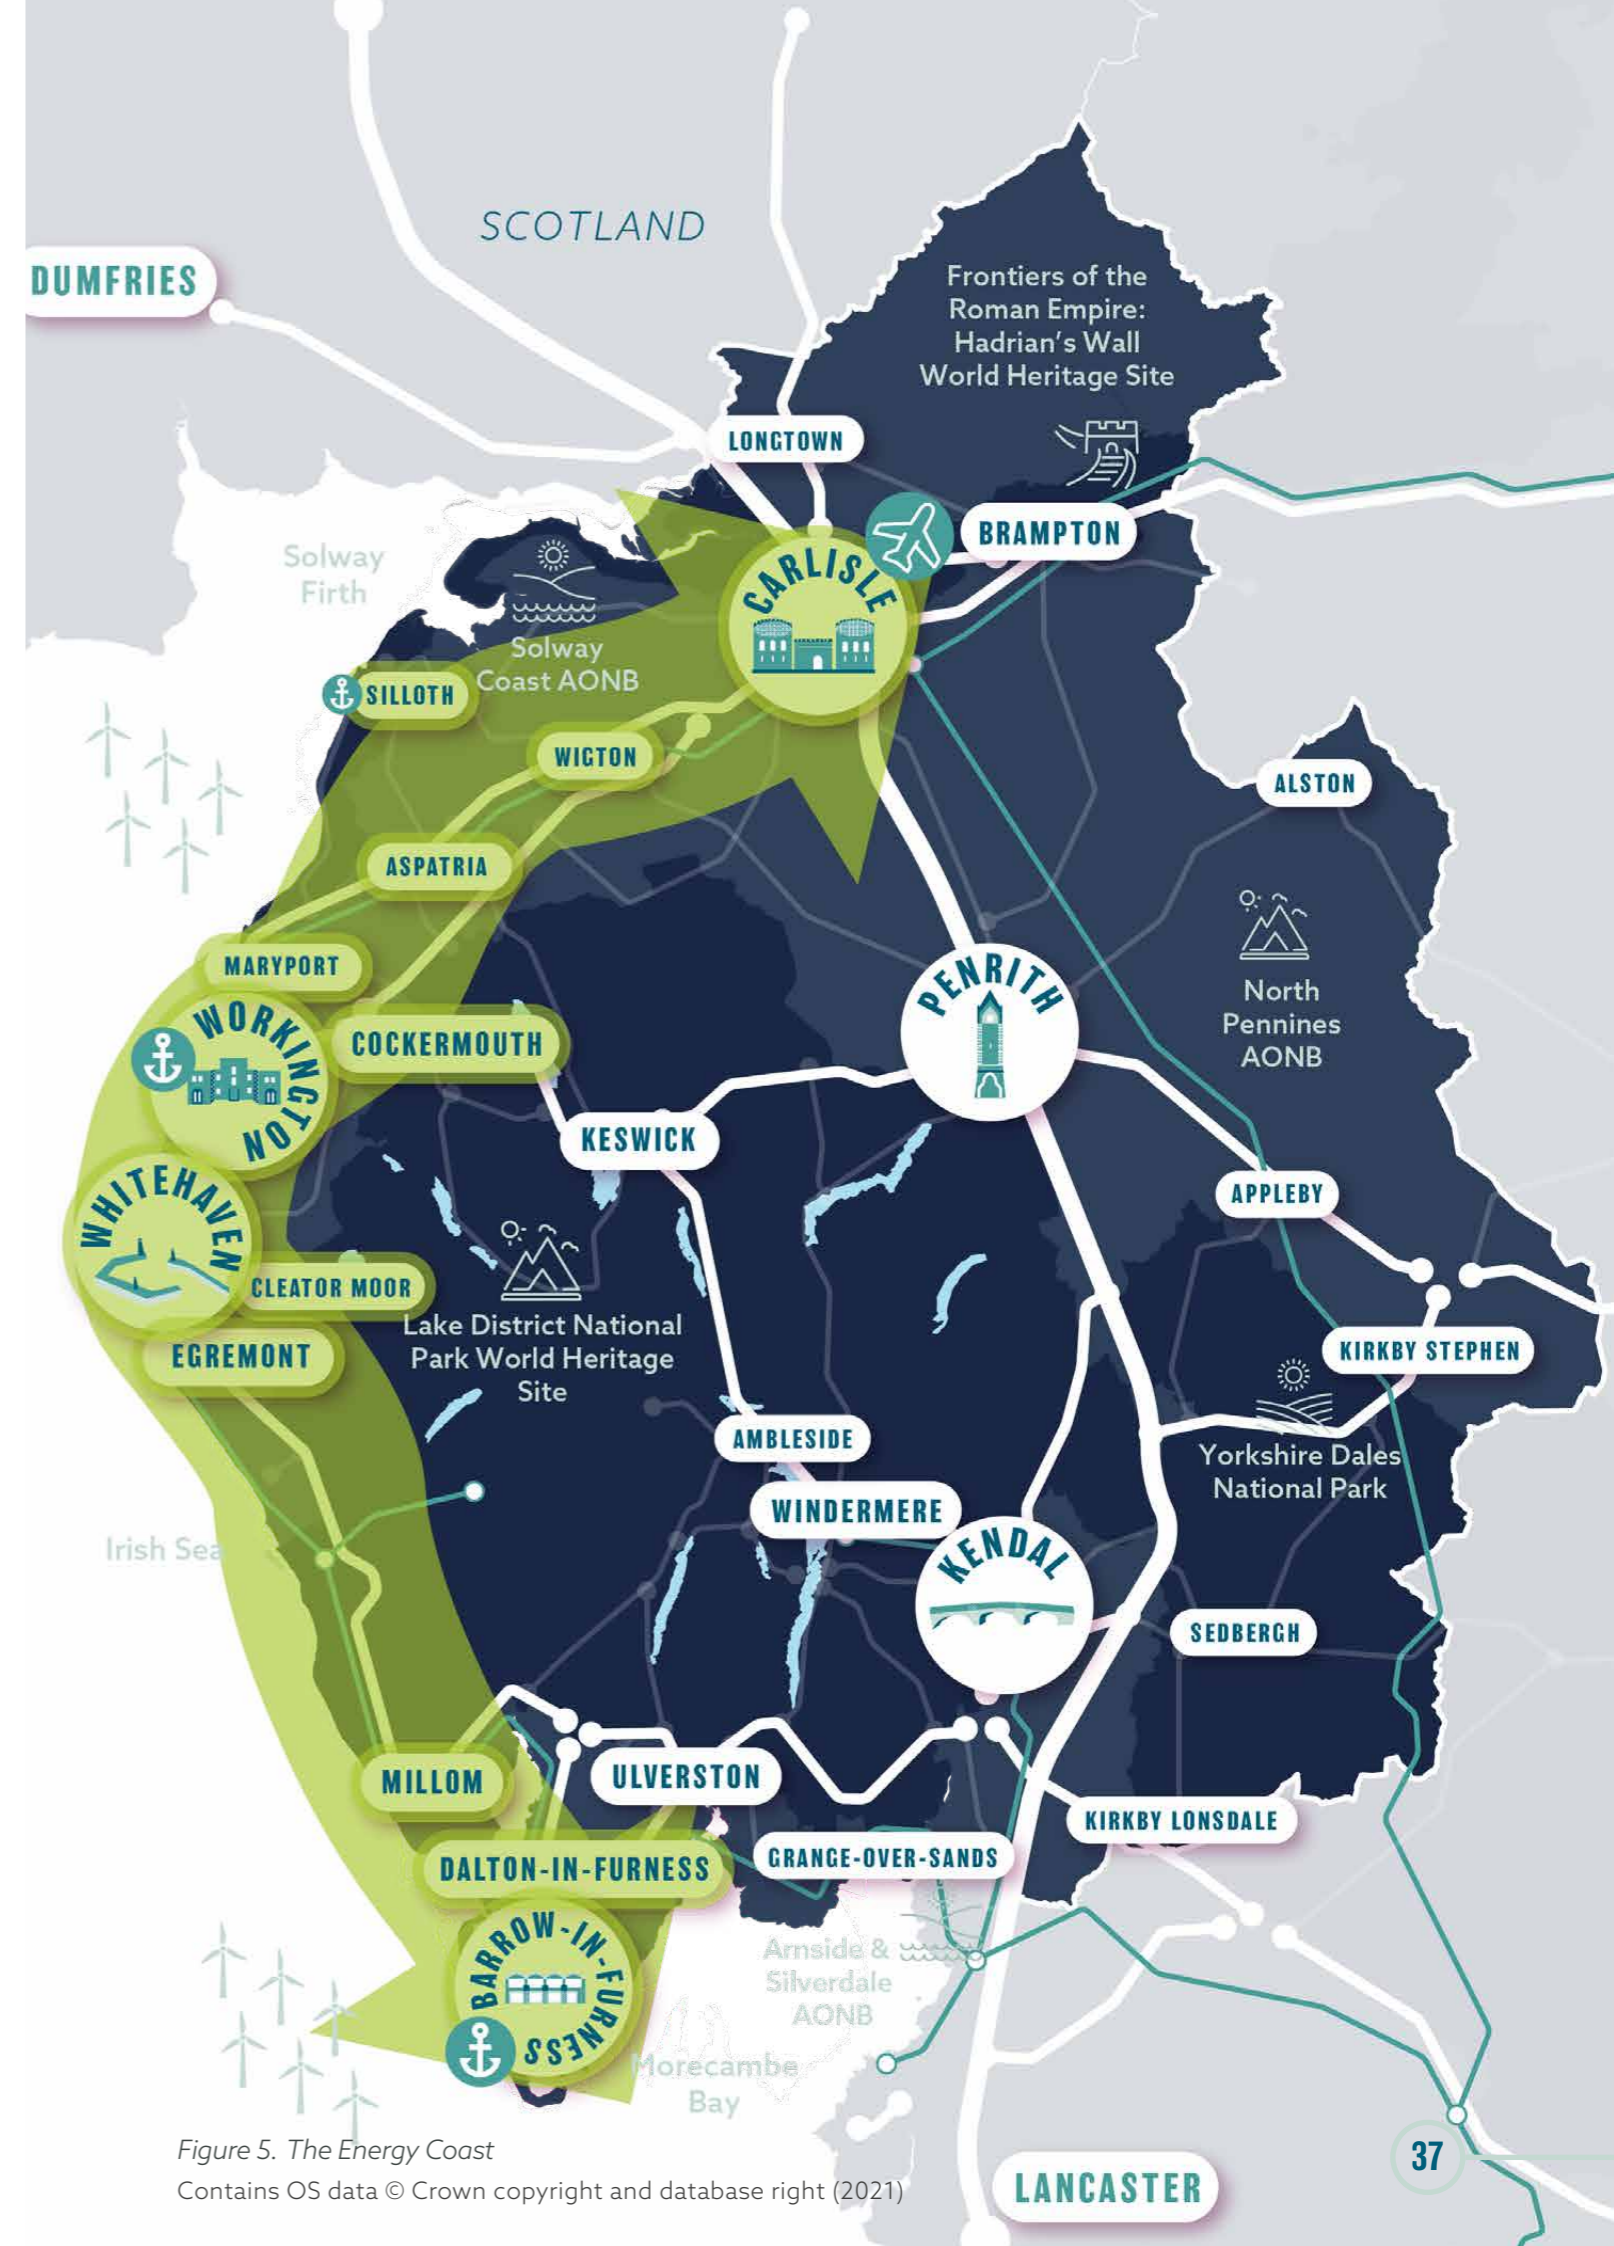 SCOTLAND
DUMFRIES
Frontiers of the
Roman Empire:
Hadrian's Wall
World Heritage Site
LONGTOWN
BRAMPTON
Solway
Firth
CARLISLE
Solway
Coast AONB
SILLOTH
WIGTON
ALSTON
ASPATRIA
MARYPORT
PENRITH
North
Pennines
AONB
WORKINGTON
COCKERMOUTH
KESWICK
WHITEHAVEN
APPLEBY
CLEATOR MOOR
Lake District National
Park World Heritage
Site
EGREMONT
KIRKBY STEPHEN
AMBLESIDE
Yorkshire Dales
National Park
WINDERMERE
Irish Sea
KENDAL
SEDBERGH
MILLOM
ULVERSTON
KIRKBY LONSDALE
DALTON-IN-FURNESS
GRANGE-OVER-SANDS
BARROW-IN-FURNESS
Arnside &
Silverdale
AONB
Morecambe
Bay
Figure 5. The Energy Coast
Contains OS data © Crown copyright and database right (2021)
LANCASTER
37